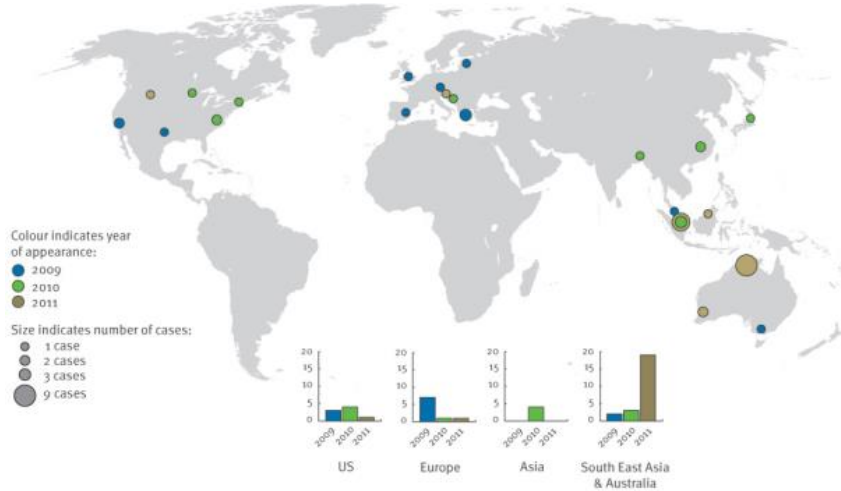 Colour indicates year
of appearance:
2009
2010
2011
Size indicates number of cases:
1 case
2 cases
3 cases
9 cases
20
15
10
5
0
2009
2010
2011
US
20
15
10
5
0
2009
2010
2011
Europe
20
15
10
5
0
2009
2010
2011
Asia
20
15
10
5
0
2009
2010
2011
South East Asia
& Australia